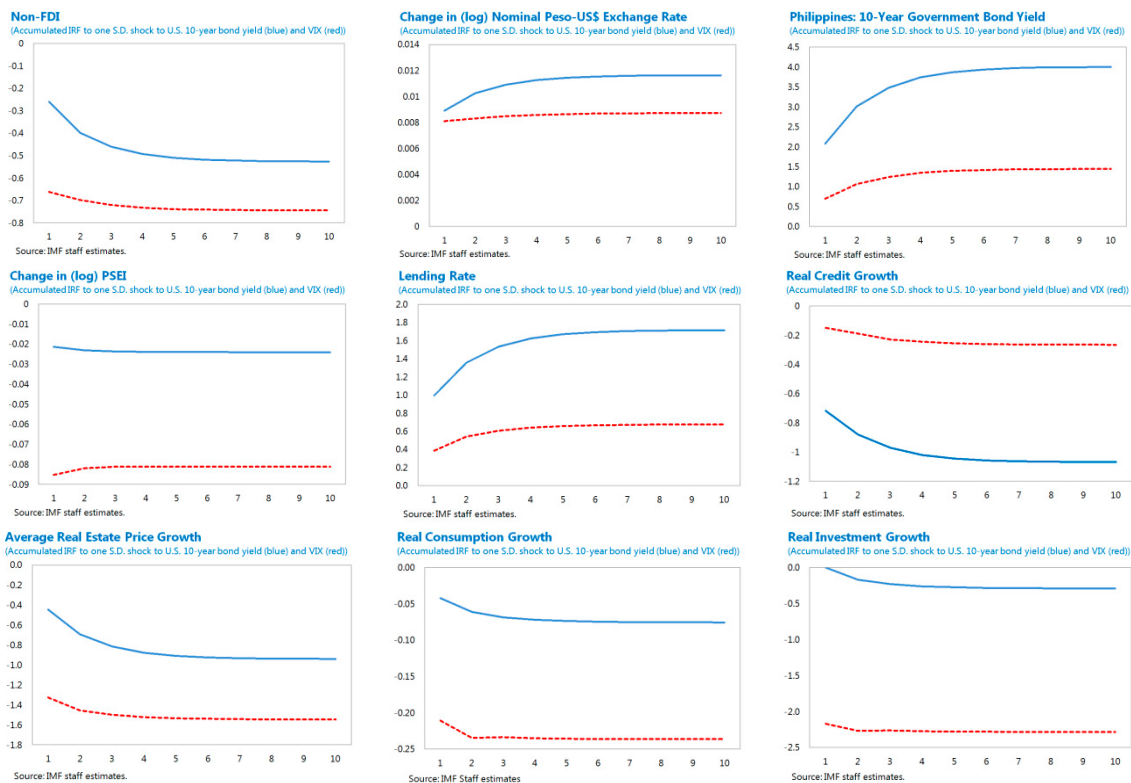 Non-FDI
(Accumulated IRF to one S.D. shock to U.S. 10-year bond yield (blue) and VIX (red))
0
-0.1
-0.2
-0.3
-0.4
-0.5
-0.6
-0.7
-0.8
1 2 3 4 5 6 7 8 9 10
Source: IMF staff estimates.
Change in (log) Nominal Peso-US$ Exchange Rate
(Accumulated IRF to one S.D. shock to U.S. 10-year bond yield (blue) and VIX (red))
0.014
0.012
0.01
0.008
0.006
0.004
0.002
0
1 2 3 4 5 6 7 8 9 10
Source: IMF staff estimates.
Philippines: 10-Year Government Bond Yield
(Accumulated IRF to one S.D. shock to U.S. 10-year bond yield (blue) and VIX (red))
4.5
4.0
3.5
3.0
2.5
2.0
1.5
1.0
0.5
0.0
1 2 3 4 5 6 7 8 9 10
Source: IMF staff estimates.
Change in (log) PSEI
(Accumulated IRF to one S.D. shock to U.S. 10-year bond yield (blue) and VIX (red))
0
-0.01
-0.02
-0.03
-0.04
-0.05
-0.06
-0.07
-0.08
-0.09
1 2 3 4 5 6 7 8 9 10
Source: IMF staff estimates.
Lending Rate
(Accumulated IRF to one S.D. shock to U.S. 10-year bond yield (blue) and VIX (red))
2.0
1.8
1.6
1.4
1.2
1.0
0.8
0.6
0.4
0.2
0.0
1 2 3 4 5 6 7 8 9 10
Source: IMF staff estimates.
Real Credit Growth
(Accumulated IRF to one S.D. shock to U.S. 10-year bond yield (blue) and VIX (red))
0
-0.2
-0.4
-0.6
-0.8
-1
-1.2
1 2 3 4 5 6 7 8 9 10
Source: IMF staff estimates.
Average Real Estate Price Growth
(Accumulated IRF to one S.D. shock to U.S. 10-year bond yield (blue) and VIX (red))
0.0
-0.2
-0.4
-0.6
-0.8
-1.0
-1.2
-1.4
-1.6
-1.8
1 2 3 4 5 6 7 8 9 10
Source: IMF staff estimates.
Real Consumption Growth
(Accumulated IRF to one S.D. shock to U.S. 10-year bond yield (blue) and VIX (red))
0.00
-0.05
-0.10
-0.15
-0.20
-0.25
1 2 3 4 5 6 7 8 9 10
Source: IMF Staff estimates
Real Investment Growth
(Accumulated IRF to one S.D. shock to U.S. 10-year bond yield (blue) and VIX (red))
0.0
-0.5
-1.0
-1.5
-2.0
-2.5
1 2 3 4 5 6 7 8 9 10
Source: IMF staff estimates.